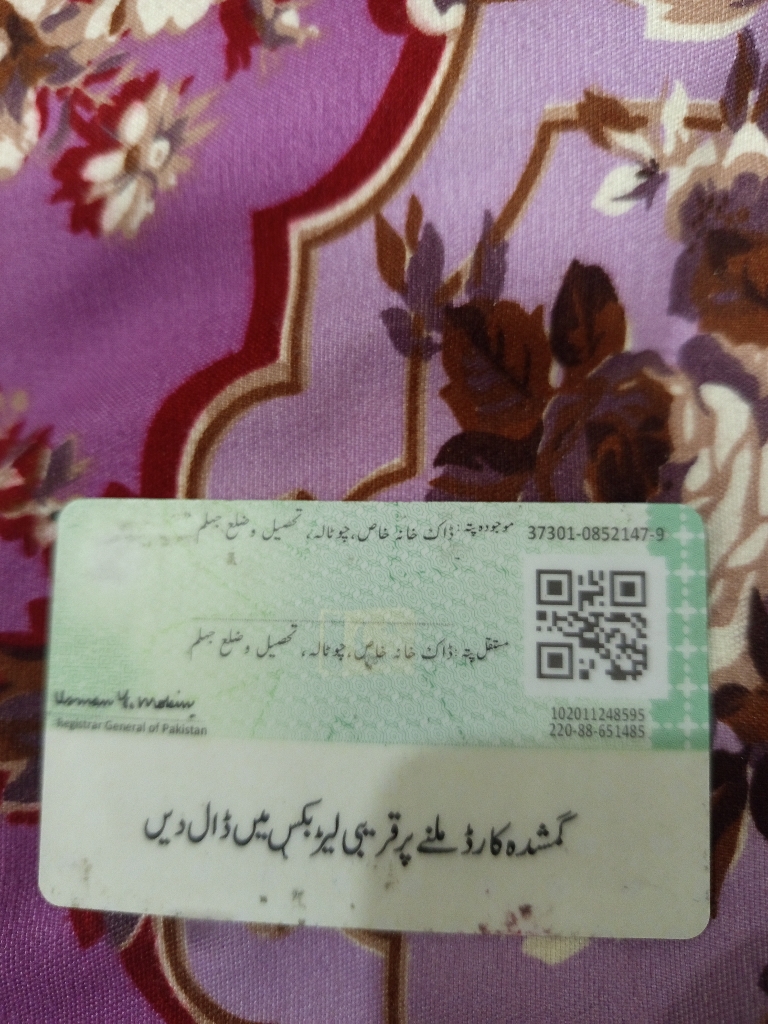 37301-0852147-9
موجودہ پتہ: ڈاک خانہ خاص، چوٹالہ، تحصیل و ضلع جہلم
مستقل پتہ: ڈاک خانہ خاص، چوٹالہ، تحصیل و ضلع جہلم
Registrar General of Pakistan
102011248595
220-88-651485
گمشدہ کارڈ ملنے پر قریبی لیٹر بکس میں ڈال دیں